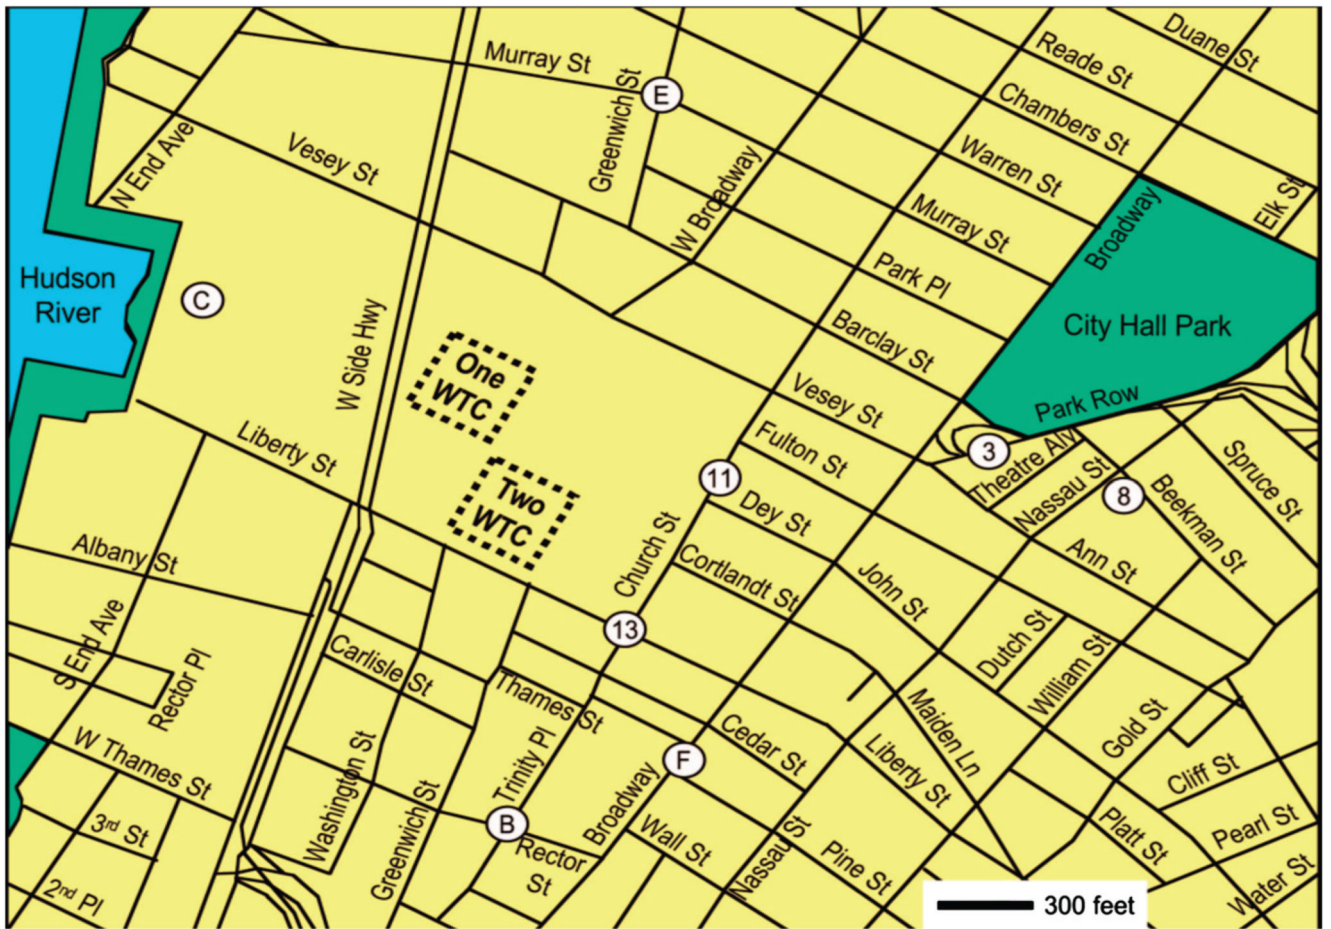 Duane St
Murray St
Reade St
E
Greenwich St
Chambers St
Vesey St
N End Ave
Warren St
W Broadway
Elk St
Murray St
Broadway
Hudson
River
C
Park Pl
City Hall Park
Barclay St
W Side Hwy
One
WTC
Vesey St
Park Row
Liberty St
Fulton St
3
Theatre Aly
Spruce St
11
Nassau St
8
Beekman St
Two
WTC
Dey St
Albany St
Church St
Cortlandt St
John St
Ann St
13
S End Ave
Rector Pl
Carlisle St
Thames St
Dutch St
William St
Maiden Ln
Gold St
Cedar St
W Thames St
Trinity Pl
F
Liberty St
Cliff St
Washington St
Greenwich St
B
Broadway
3rd St
Rector
St
Wall St
Nassau St
Pine St
Platt St
Pearl St
2nd Pl
Water St
300 feet